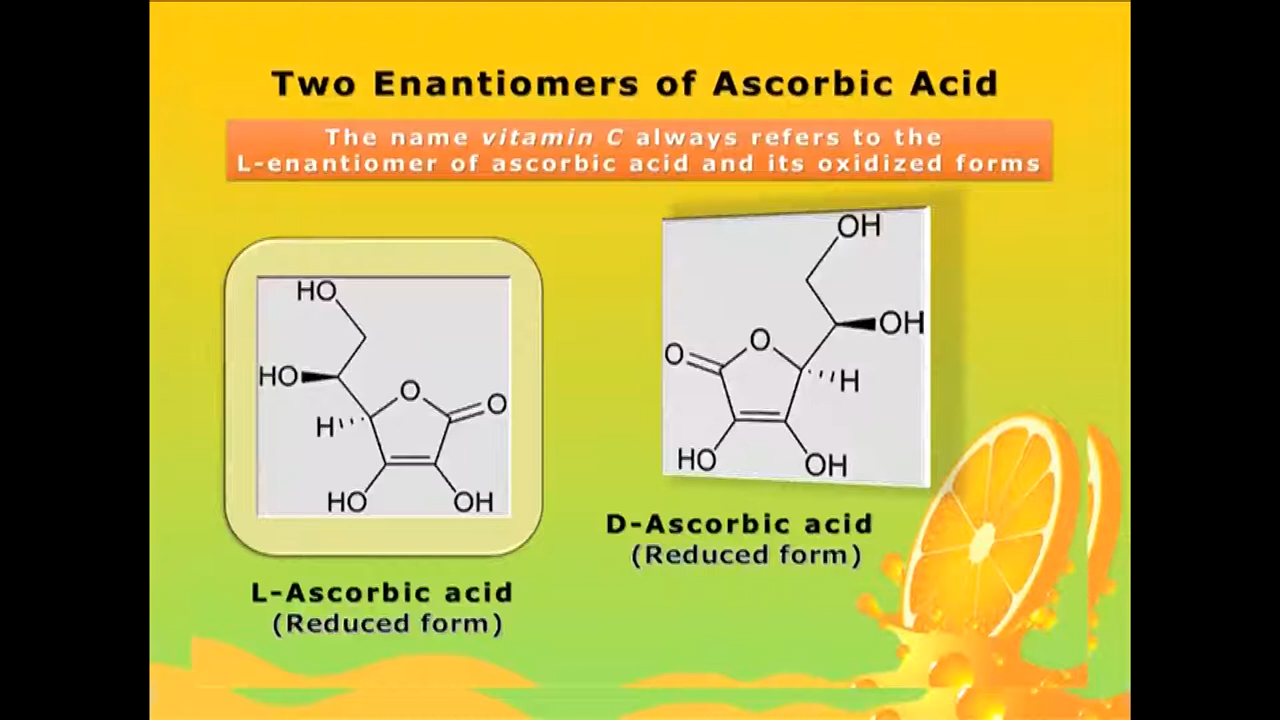 Two Enantiomers of Ascorbic Acid
The name vitamin C always refers to the
L-enantiomer of ascorbic acid and its oxidized forms
HO
HO
H
O
O
HO
OH
L-Ascorbic acid
(Reduced form)
OH
OH
O
O
H
HO
OH
D-Ascorbic acid
(Reduced form)